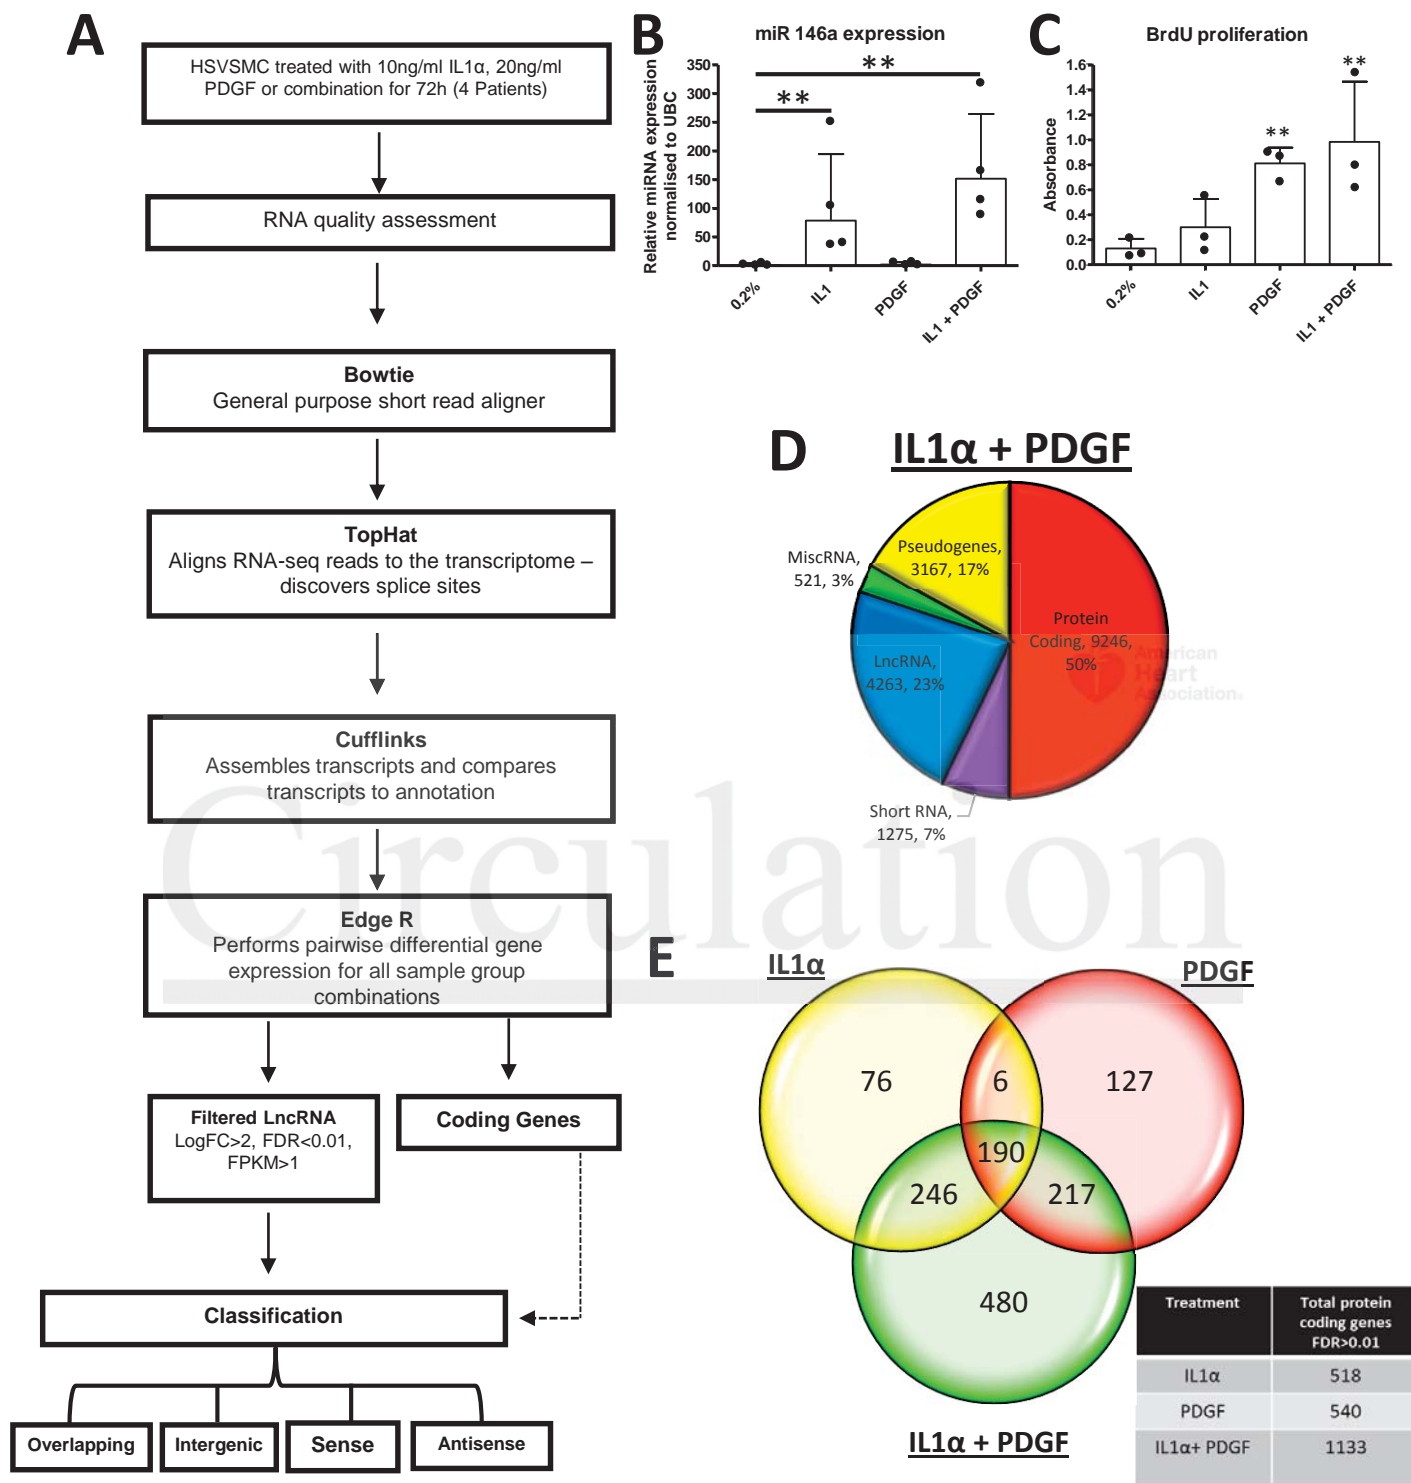 A
HSVSMC treated with 10ng/ml IL1α, 20ng/ml
PDGF or combination for 72h (4 Patients)
RNA quality assessment
Bowtie
General purpose short read aligner
TopHat
Aligns RNA-seq reads to the transcriptome –
discovers splice sites
Cufflinks
Assembles transcripts and compares
transcripts to annotation
Edge R
Performs pairwise differential gene
expression for all sample group
combinations
Filtered LncRNA
LogFC>2, FDR<0.01,
FPKM>1
Coding Genes
Classification
Overlapping
Intergenic
Sense
Antisense
B
miR 146a expression
Relative miRNA expression
normalised to UBC
350
300
250
200
150
100
50
0
**
**
0.2%
IL1
PDGF
IL1 + PDGF
C
BrdU proliferation
Absorbance
1.6
1.4
1.2
1.0
0.8
0.6
0.4
0.2
0.0
**
**
0.2%
IL1
PDGF
IL1 + PDGF
D
IL1α + PDGF
Pseudogenes,
3167, 17%
MiscRNA,
521, 3%
Protein
Coding, 9246,
50%
LncRNA,
4263, 23%
Short RNA,
1275, 7%
American
Heart
Association®
Circulation
E
IL1α
PDGF
76
6
127
190
246
217
480
IL1α + PDGF
Treatment
Total protein
coding genes
FDR>0.01
IL1α
518
PDGF
540
IL1α+ PDGF
1133